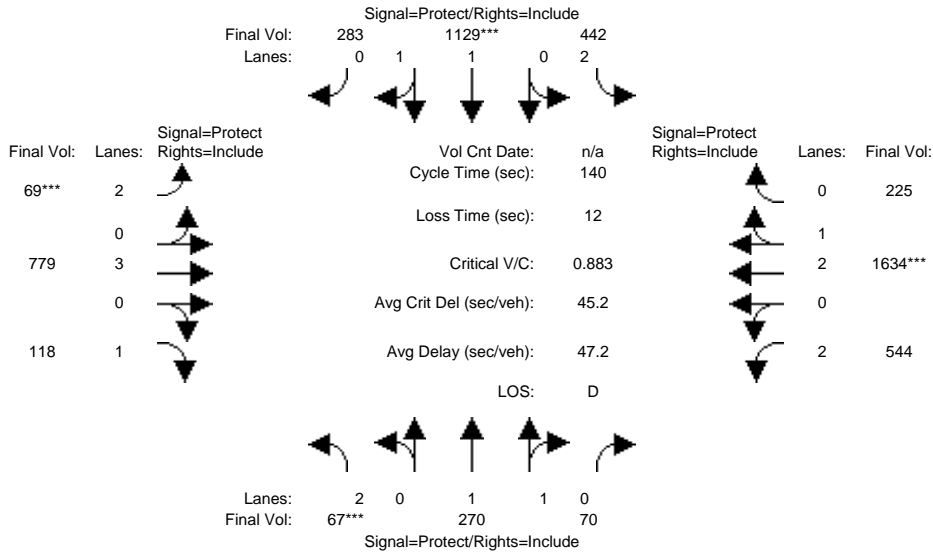 Signal=Protect/Rights=Include
Final Vol: 283 1129*** 442
Lanes: 0 1 1 0 2
Signal=Protect
Final Vol: Lanes: Rights=Include
Vol Cnt Date: n/a
Signal=Protect
Rights=Include Lanes: Final Vol:
Cycle Time (sec): 140
69*** 2
0 225
Loss Time (sec): 12
0
1
779 3
Critical V/C: 0.883
2 1634***
0
Avg Crit Del (sec/veh): 45.2
0
118 1
Avg Delay (sec/veh): 47.2
2 544
LOS: D
Lanes: 2 0 1 1 0
Final Vol: 67*** 270 70
Signal=Protect/Rights=Include